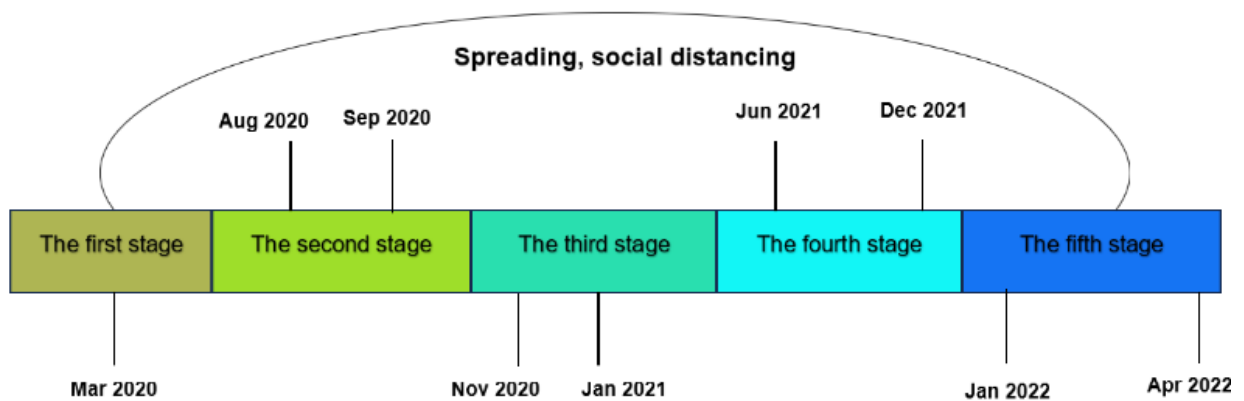 Spreading, social distancing
Aug 2020
Sep 2020
Jun 2021
Dec 2021
The first stage
The second stage
The third stage
The fourth stage
The fifth stage
Mar 2020
Nov 2020
Jan 2021
Jan 2022
Apr 2022